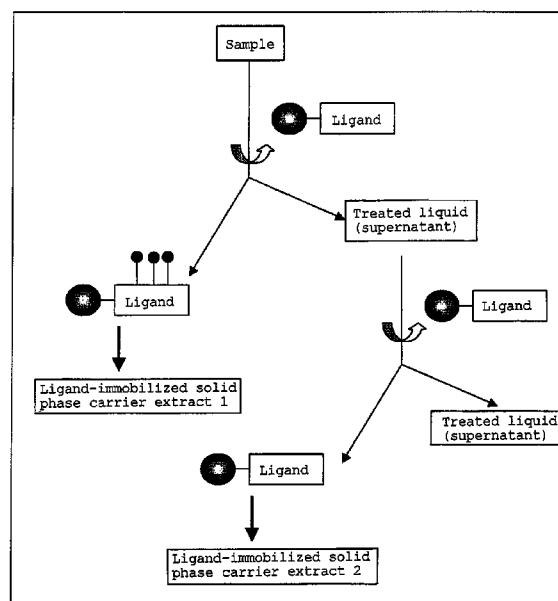 Sample
Ligand
Treated liquid
(supernatant)
Ligand
Ligand
Ligand-immobilized solid
phase carrier extract 1
Treated liquid
(supernatant)
Ligand
Ligand-immobilized solid
phase carrier extract 2